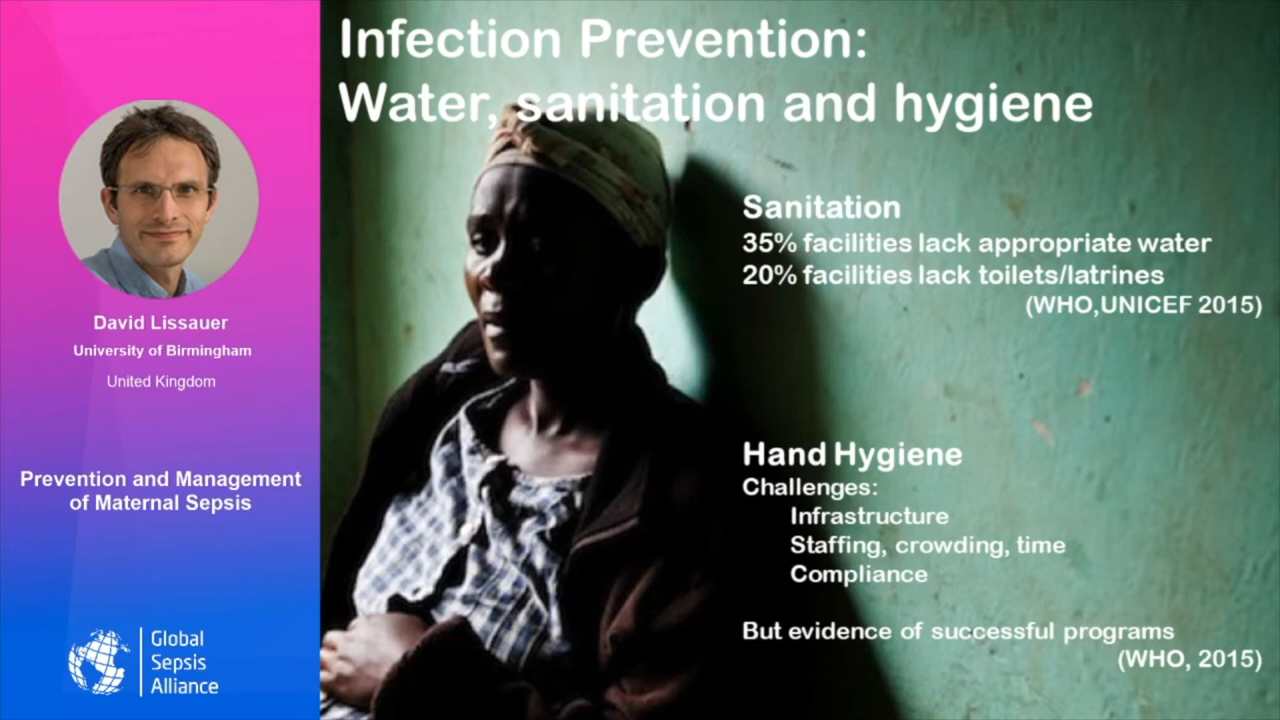 Infection Prevention:
Water, sanitation and hygiene
David Lissauer
University of Birmingham
United Kingdom
Prevention and Management
of Maternal Sepsis
Global
Sepsis
Alliance
Sanitation
35% facilities lack appropriate water
20% facilities lack toilets/latrines
(WHO,UNICEF 2015)
Hand Hygiene
Challenges:
Infrastructure
Staffing, crowding, time
Compliance
But evidence of successful programs
(WHO, 2015)